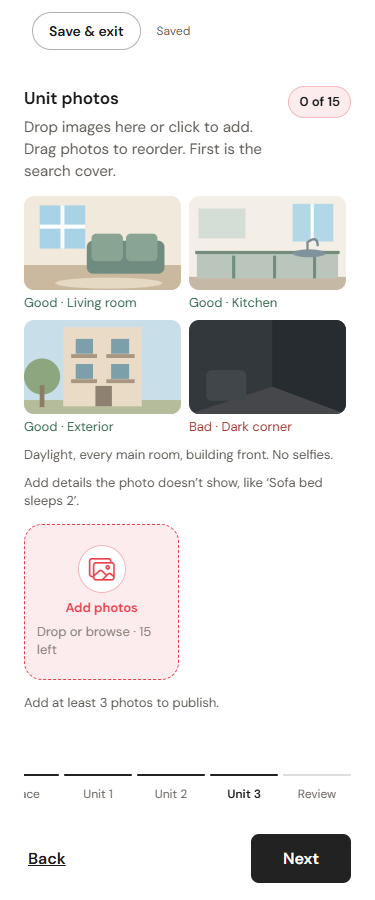 Save & exit
Saved
Unit photos
0 of 15
Drop images here or click to add.
Drag photos to reorder. First is the
search cover.
Good · Living room
Good · Kitchen
Good · Exterior
Bad · Dark corner
Daylight, every main room, building front. No selfies.
Add details the photo doesn’t show, like ‘Sofa bed
sleeps 2’.
Add photos
Drop or browse · 15
left
Add at least 3 photos to publish.
Unit 1
Unit 2
Unit 3
Review
Back
Next